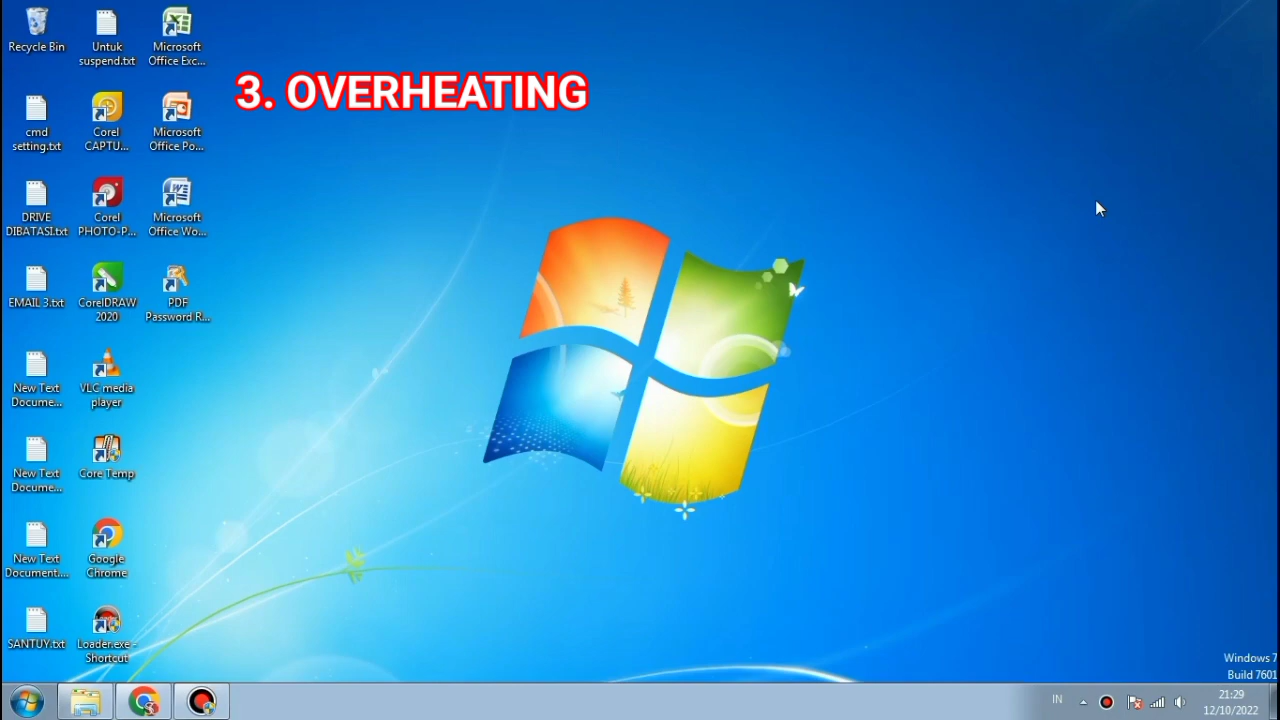 Recycle Bin
Untuk
suspend.txt
Microsoft
Office Exc...
3. OVERHEATING
cmd
setting.txt
Corel
CAPTU...
Microsoft
Office Po...
DRIVE
DIBATASI.txt
Corel
PHOTO-P...
Microsoft
Office Wo...
EMAIL 3.txt
CorelDRAW
2020
PDF
Password R...
New Text
Docume...
VLC media
player
New Text
Docume...
Core Temp
New Text
Document....
Google
Chrome
SANTUY.txt
Loader.exe -
Shortcut
Windows 7
Build 7601
IN
21:29
12/10/2022